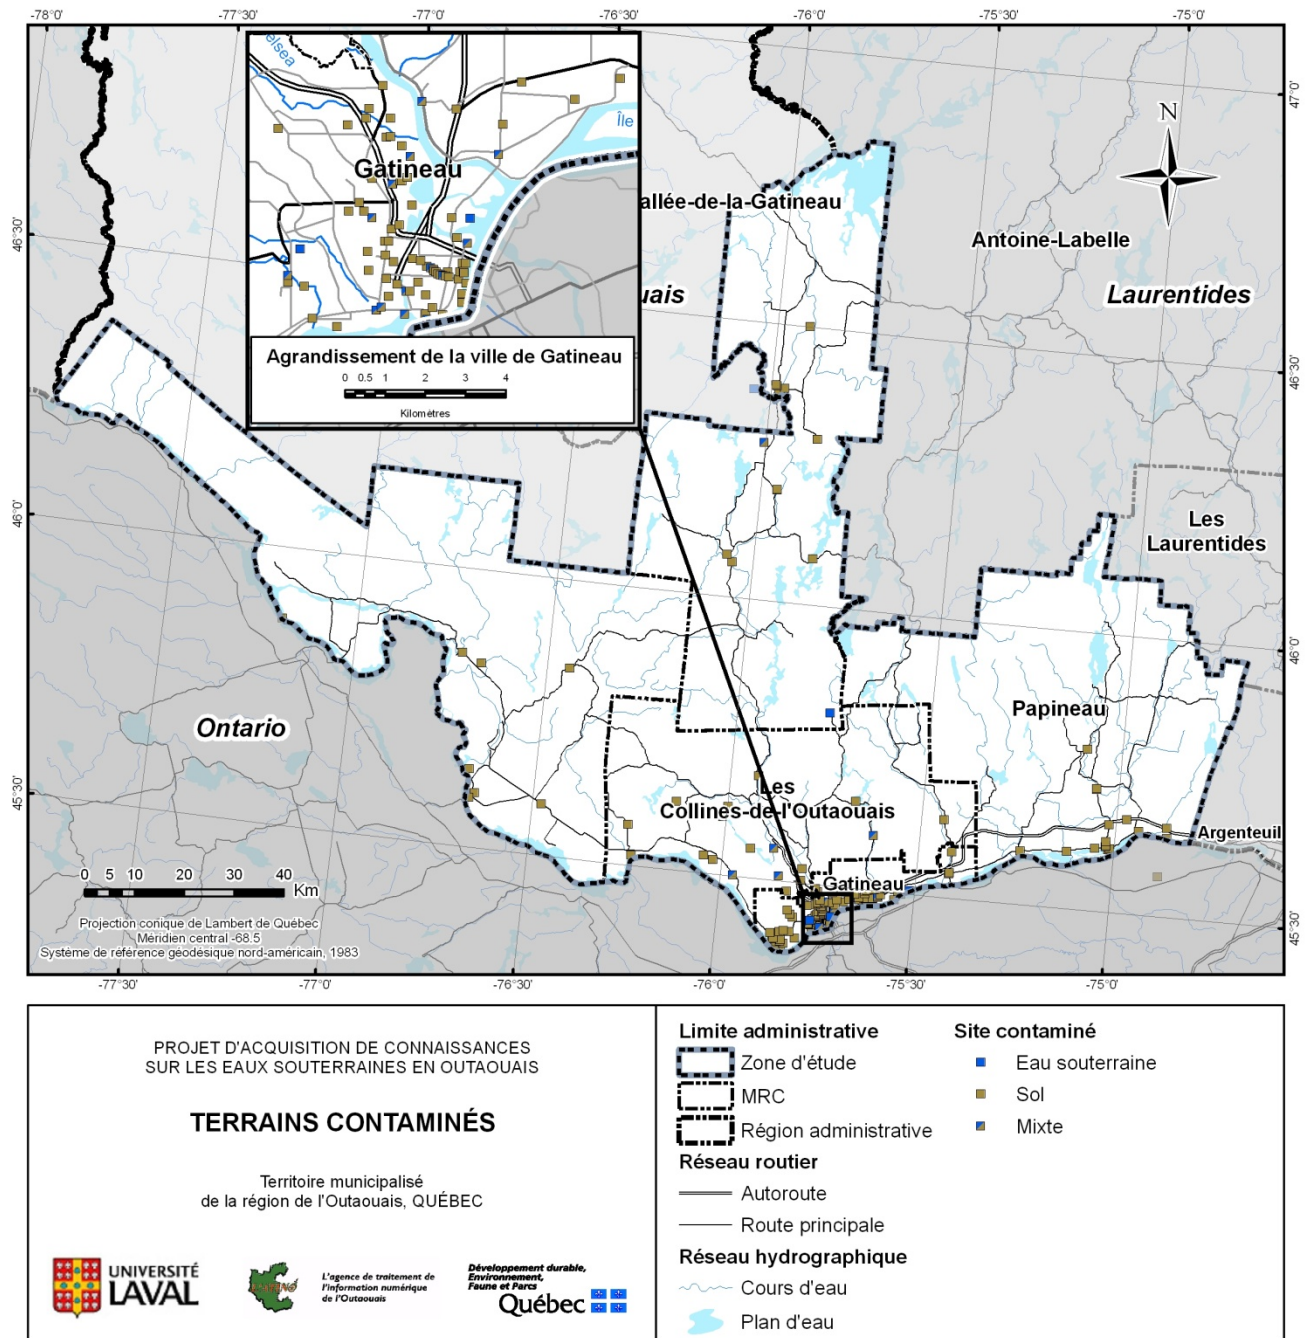 -78°0'
-77°30'
-77°0'
-76°30'
-76°0'
-75°30'
-75°0'
elsea
Île
Gatineau
Agrandissement de la ville de Gatineau
0 0.5 1 2 3 4
Kilomètres
47°0'
46°30'
46°30'
46°0'
46°0'
45°30'
45°30'
N
allée-de-la-Gatineau
Antoine-Labelle
uais
Laurentides
Les
Laurentides
Ontario
Papineau
Les
Collines-de-l'Outaouais
Argenteuil
Gatineau
0 5 10 20 30 40
Km
Projection conique de Lambert de Québec
Méridien central -68.5
Système de référence géodésique nord-américain, 1983
-77°30'
-77°0'
-76°30'
-76°0'
-75°30'
-75°0'
PROJET D'ACQUISITION DE CONNAISSANCES
SUR LES EAUX SOUTERRAINES EN OUTAOUAIS
TERRAINS CONTAMINÉS
Territoire municipalisé
de la région de l'Outaouais, QUÉBEC
UNIVERSITÉ
LAVAL
L'agence de traitement de
l'information numérique
de l'Outaouais
Développement durable,
Environnement,
Faune et Parcs
Québec
Limite administrative
Zone d'étude
MRC
Région administrative
Réseau routier
Autoroute
Route principale
Réseau hydrographique
Cours d'eau
Plan d'eau
Site contaminé
Eau souterraine
Sol
Mixte